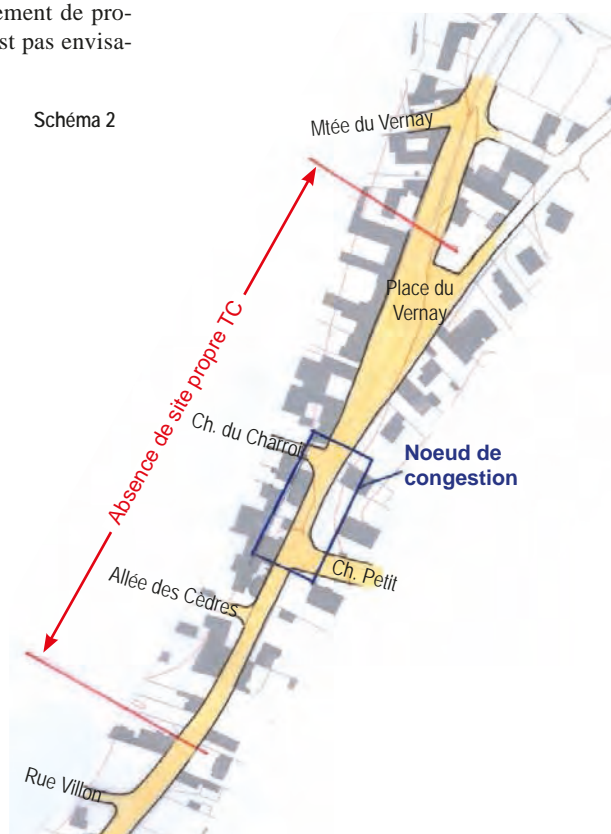 ement de pro-
st pas envisa-
Schéma 2
Mtée du Vernay
Place du
Vernay
Absence de site propre TC
Ch. du Charroi
Noeud de
congestion
Ch. Petit
Allée des Cèdres
Rue Villon